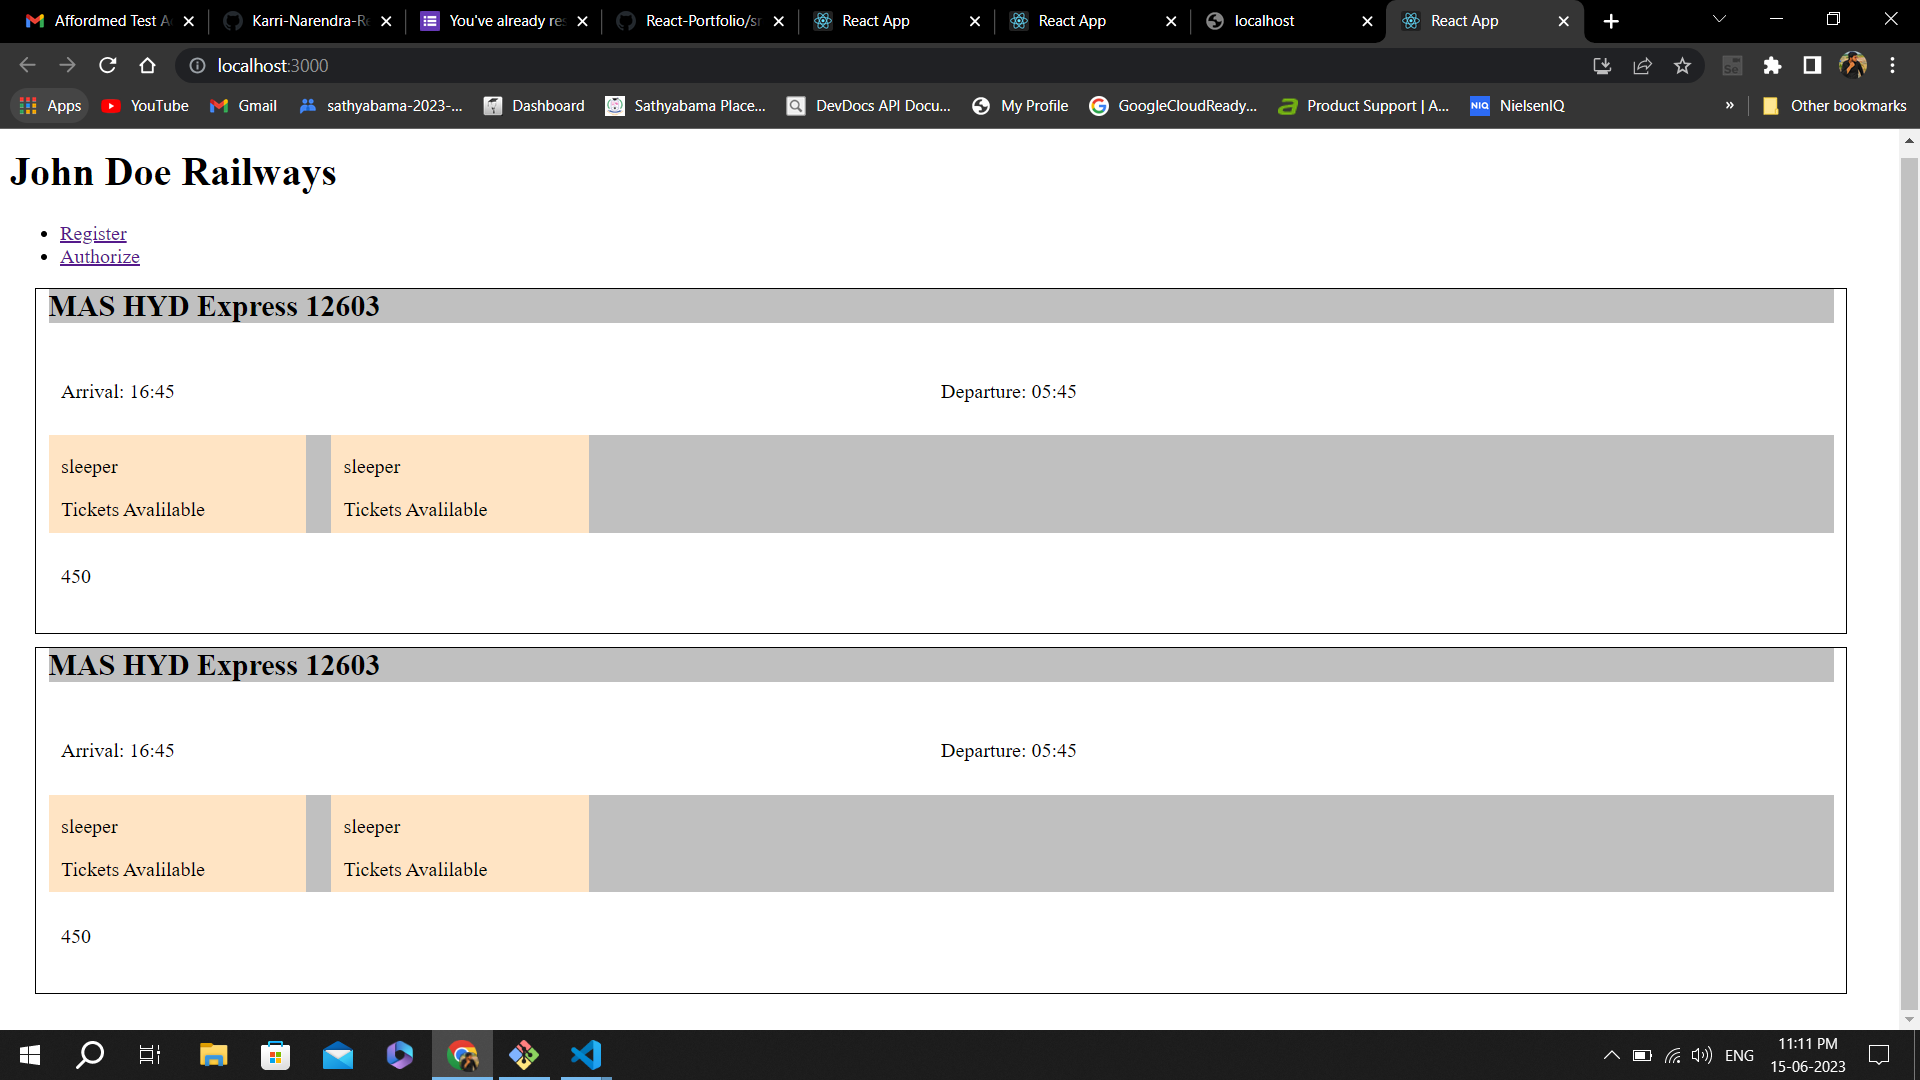 Affordmed Test A
Karri-Narendra-Re
You've already res
React-Portfolio/sr
React App
React App
localhost
React App
localhost:3000
Apps
YouTube
Gmail
sathyabama-2023-...
Dashboard
Sathyabama Place...
DevDocs API Docu...
My Profile
GoogleCloudReady...
Product Support | A...
NIQ
NielsenIQ
»
Other bookmarks
John Doe Railways
Register
Authorize
MAS HYD Express 12603
Arrival: 16:45
Departure: 05:45
sleeper
sleeper
Tickets Avalilable
Tickets Avalilable
450
MAS HYD Express 12603
Arrival: 16:45
Departure: 05:45
sleeper
sleeper
Tickets Avalilable
Tickets Avalilable
450
ENG
11:11 PM
15-06-2023